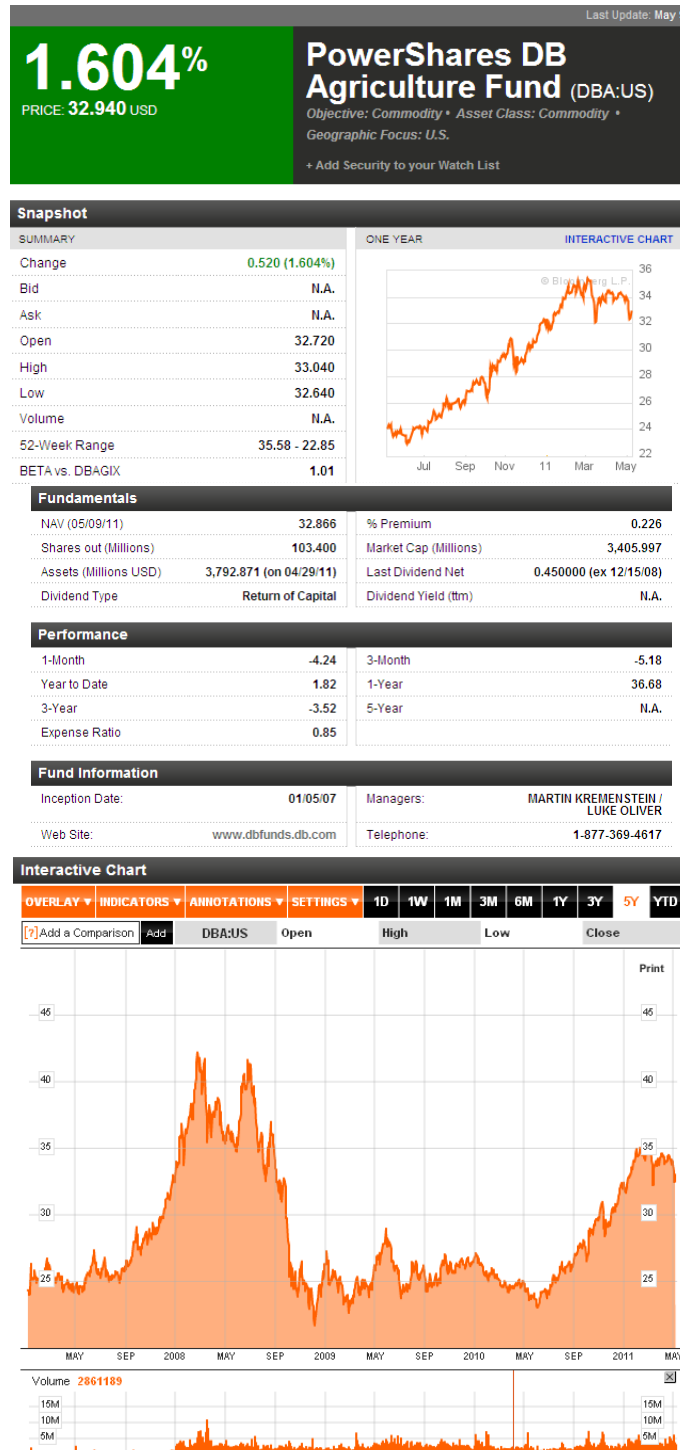 Last Update: May
1.604%
PRICE: 32.940 USD
PowerShares DB
Agriculture Fund (DBA:US)
Objective: Commodity • Asset Class: Commodity •
Geographic Focus: U.S.
+ Add Security to your Watch List
Snapshot
SUMMARY
Change 0.520 (1.604%)
Bid N.A.
Ask N.A.
Open 32.720
High 33.040
Low 32.640
Volume N.A.
52-Week Range 35.58 - 22.85
BETA vs. DBAGIX 1.01
ONE YEAR INTERACTIVE CHART
© Bloomberg L.P.
36
34
32
30
28
26
24
22
Jul Sep Nov 11 Mar May
Fundamentals
NAV (05/09/11) 32.866 % Premium 0.226
Shares out (Millions) 103.400 Market Cap (Millions) 3,405.997
Assets (Millions USD) 3,792.871 (on 04/29/11) Last Dividend Net 0.450000 (ex 12/15/08)
Dividend Type Return of Capital Dividend Yield (ttm) N.A.
Performance
1-Month -4.24 3-Month -5.18
Year to Date 1.82 1-Year 36.68
3-Year -3.52 5-Year N.A.
Expense Ratio 0.85
Fund Information
Inception Date: 01/05/07 Managers: MARTIN KREMENSTEIN /
LUKE OLIVER
Web Site: www.dbfunds.db.com Telephone: 1-877-369-4617
Interactive Chart
OVERLAY ▼ INDICATORS ▼ ANNOTATIONS ▼ SETTINGS ▼ 1D 1W 1M 3M 6M 1Y 3Y 5Y YTD
[?] Add a Comparison Add DBA:US Open High Low Close
Print
45 45
40 40
35 35
30 30
25 25
MAY SEP 2008 MAY SEP 2009 MAY SEP 2010 MAY SEP 2011 MAY
Volume 2861189
15M 15M
10M 10M
5M 5M